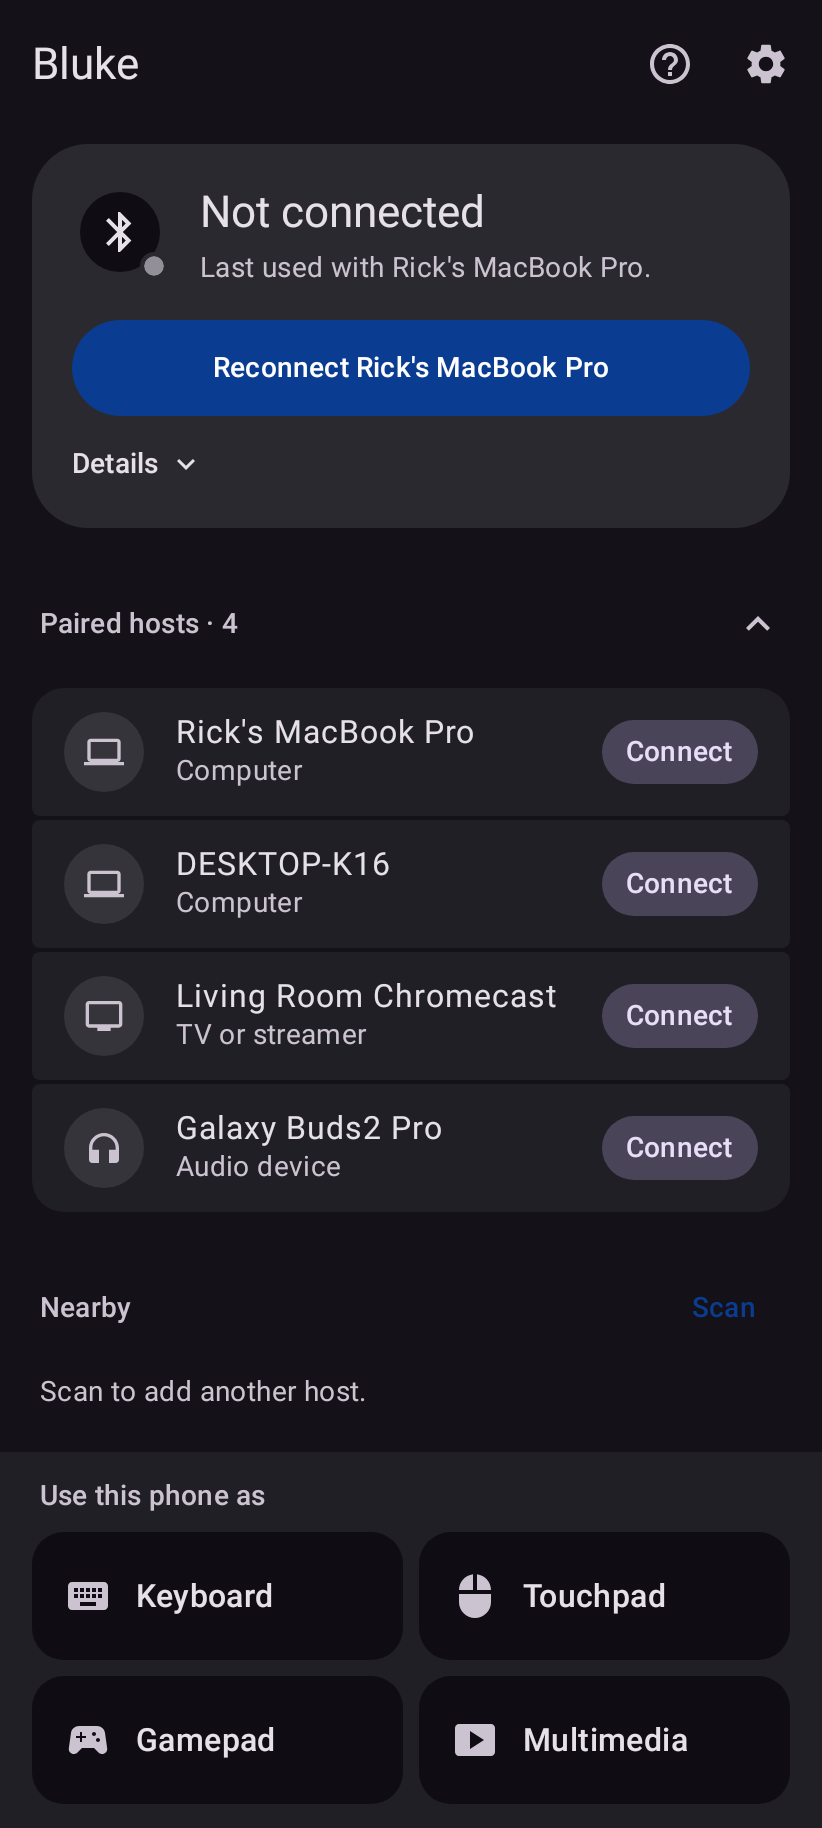 Bluke
Not connected
Last used with Rick's MacBook Pro.
Reconnect Rick's MacBook Pro
Details
Paired hosts · 4
Rick's MacBook Pro
Computer
Connect
DESKTOP-K16
Computer
Connect
Living Room Chromecast
TV or streamer
Connect
Galaxy Buds2 Pro
Audio device
Connect
Nearby
Scan
Scan to add another host.
Use this phone as
Keyboard
Touchpad
Gamepad
Multimedia